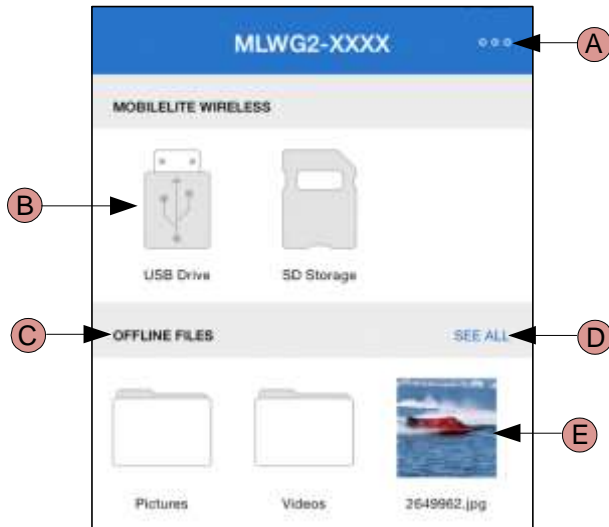 MLWG2-XXXX
A
MOBILELITE WIRELESS
B
USB Drive SD Storage
C OFFLINE FILES SEE ALL D
E
Pictures Videos 2649962.jpg